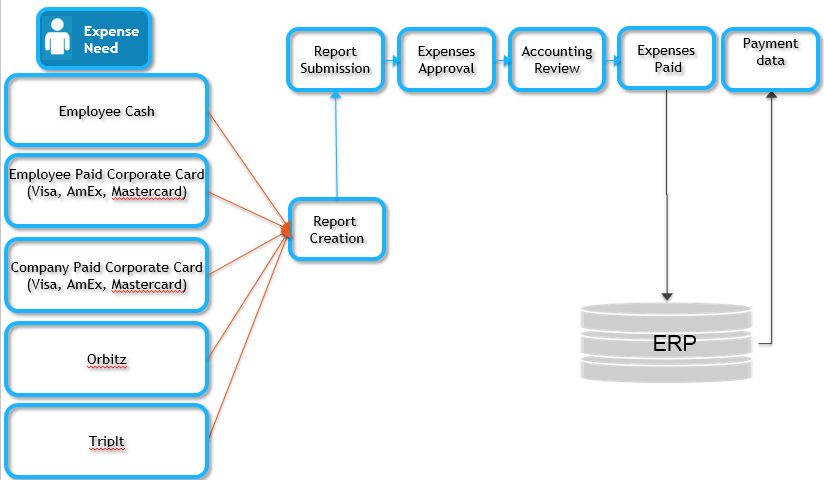 Expense
Need
Employee Cash
Employee Paid Corporate Card
(Visa, AmEx, Mastercard)
Company Paid Corporate Card
(Visa, AmEx, Mastercard)
Orbitz
TripIt
Report
Creation
Report
Submission
Expenses
Approval
Accounting
Review
Expenses
Paid
Payment
data
ERP